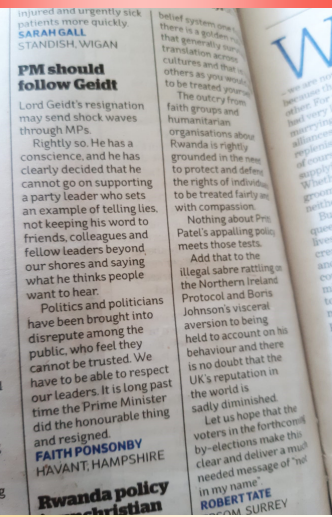 injured and urgently sick
patients more quickly
SARAH GALL
STANDISH, WIGAN
PM should
follow Geidt
Lord Geidt's resignation
may send shock waves
through MPs.
Rightly so. He has a
conscience, and he has
clearly decided that he
cannot go on supporting
a party leader who sets
an example of telling lies,
not keeping his word to
friends, colleagues and
fellow leaders beyond
our shores and saying
what he thinks people
want to hear.
Politics and politicians
have been brought into
disrepute among the
public, who feel they
cannot be trusted. We
have to be able to respect
our leaders. It is long past
time the Prime Minister
did the honourable thing
and resigned.
FAITH PONSONBY
HAVANT, HAMPSHIRE
Rwanda policy
belief system,
there is a golden
that generally
translation across
cultures and that
others as you would
to be treated yourself
The outcry from
faith groups and
humanitarian
organisations about
Rwanda is rightly
grounded in the need
to protect and defend
the rights of individuals
to be treated fairly and
with compassion.
Nothing about
Patel's appalling policy
meets those tests.
Add that to the
illegal sabre rattling on
the Northern Ireland
Protocol and Boris
Johnson's visceral
aversion to being
held to account on his
behaviour and there
is no doubt that the
UK's reputation in
the world is
sadly diminished.
Let us hope that the
voters in the forthcoming
by-elections make this
clear and deliver a much
needed message of "not
in my name".
ROBERT TATE
SURREY
W